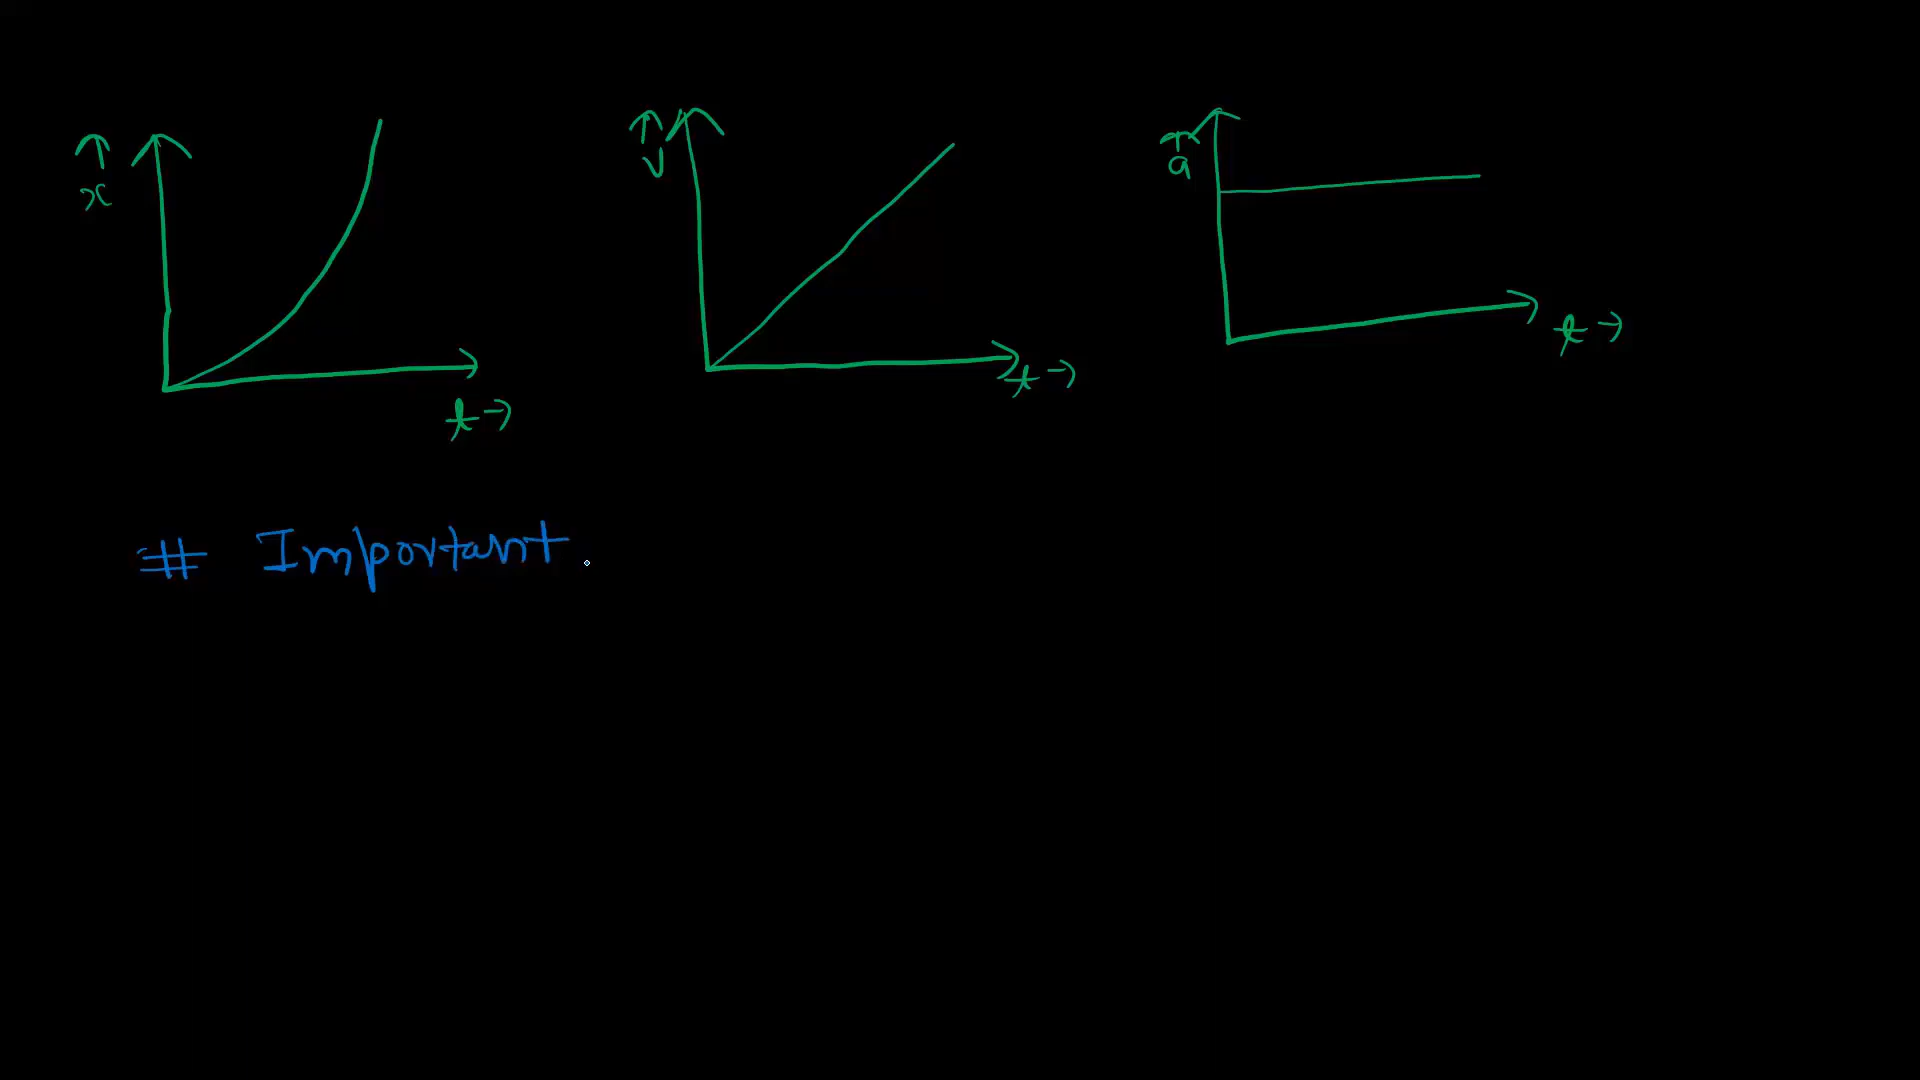 ↑ x
t →
↑ v
t →
↑ a
t →
# Important.